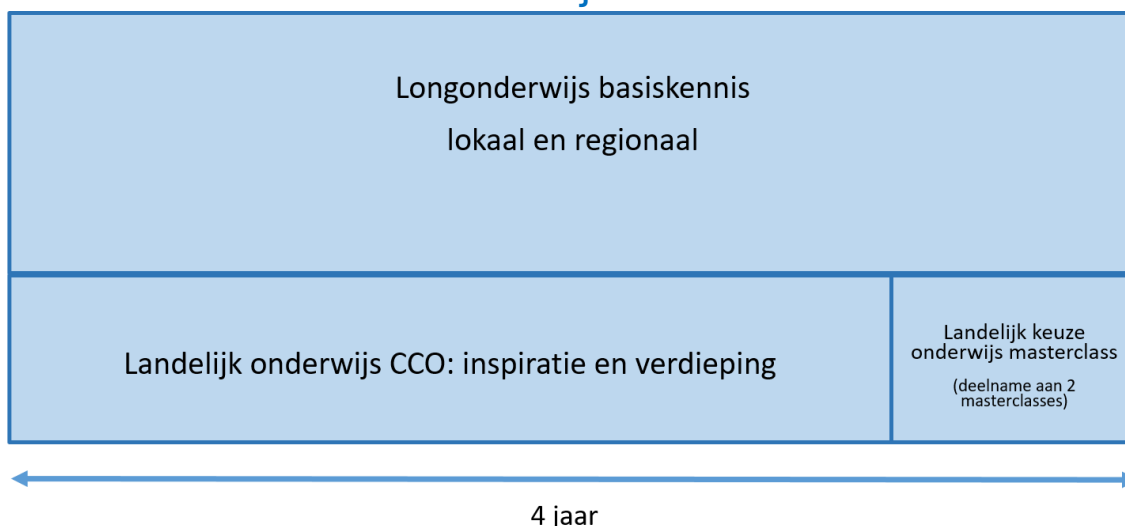 Longonderwijs basiskennis
lokaal en regionaal
Landelijk onderwijs CCO: inspiratie en verdieping
Landelijk keuze
onderwijs masterclass
(deelname aan 2
masterclasses)
4 jaar